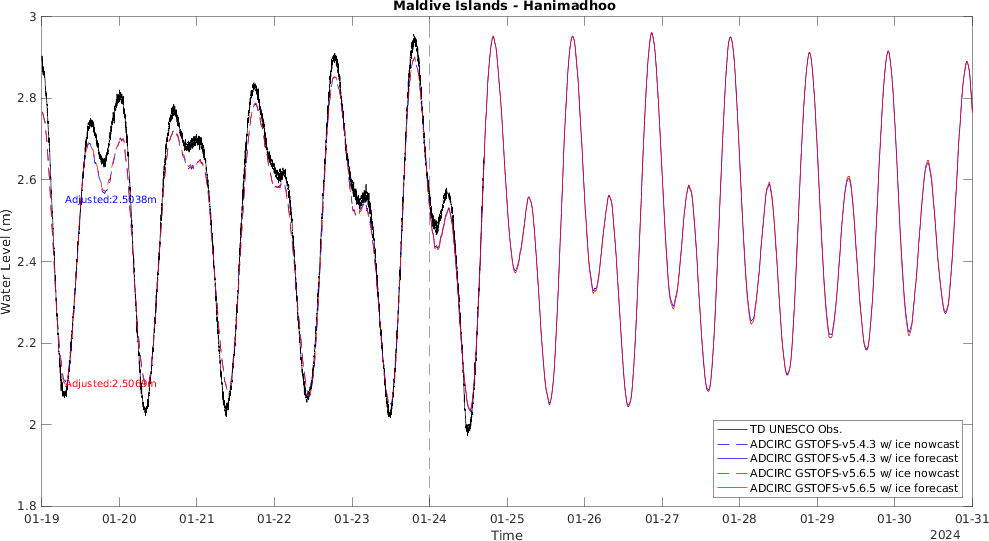 Maldive Islands - Hanimadhoo
3
2.8
2.6
2.4
2.2
2
1.8
Water Level (m)
Adjusted:2.5038m
Adjusted:2.5069m
TD UNESCO Obs.
ADCIRC GSTOFS-v5.4.3 w/ ice nowcast
ADCIRC GSTOFS-v5.4.3 w/ ice forecast
ADCIRC GSTOFS-v5.6.5 w/ ice nowcast
ADCIRC GSTOFS-v5.6.5 w/ ice forecast
01-19 01-20 01-21 01-22 01-23 01-24 01-25 01-26 01-27 01-28 01-29 01-30 01-31
Time
2024